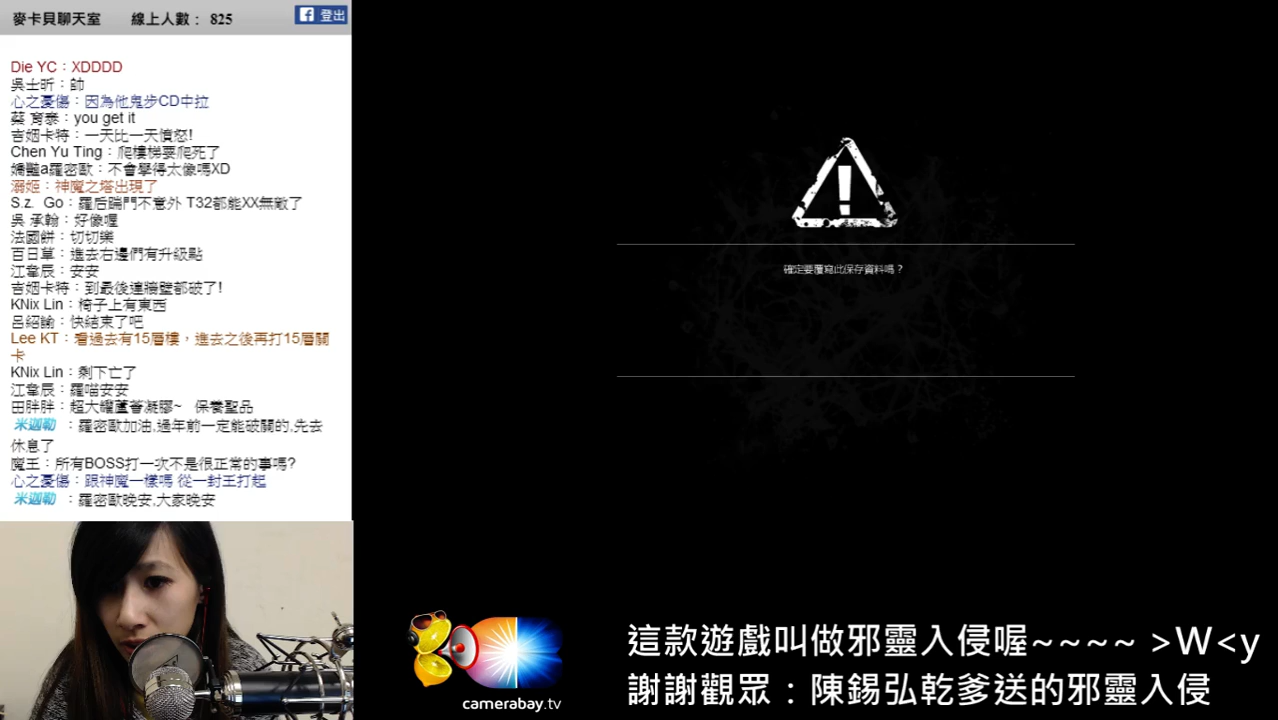 麥卡貝聊天室 線上人數： 825 登出
Die YC：XDDDD
吳士昕：帥
心之憂傷：因為他鬼步CD中拉
蔡 育泰：you get it
吉姻卡特：一天比一天憤怒!
Chen Yu Ting：爬樓梯要爬死了
嬌豔a羅密歐：不會學得太像嗎XD
溺姬：神魔之塔出現了
S.z. Go：羅后踹門不意外 T32都能XX無敵了
吳 承翰：好像喔
法國餅：切切樂
百日草：進去右邊們有升級點
江韋辰：安安
吉姻卡特：到最後連牆壁都破了!
KNix Lin：椅子上有東西
呂紹諭：快結束了吧
Lee KT：看過去有15層樓，進去之後再打15層關
卡
KNix Lin：剩下亡了
江韋辰：羅喵安安
田胖胖：超大罐蘆薈凝膠~ 保養聖品
米迦勒 ：羅密歐加油,過年前一定能破關的,先去
休息了
魔王：所有BOSS打一次不是很正常的事嗎?
心之憂傷：跟神魔一樣嗎 從一封王打起
米迦勒 ：羅密歐晚安,大家晚安
確定要覆寫此保存資料嗎？
camerabay.tv
這款遊戲叫做邪靈入侵喔~~~~ >W<y
謝謝觀眾：陳錫弘乾爹送的邪靈入侵